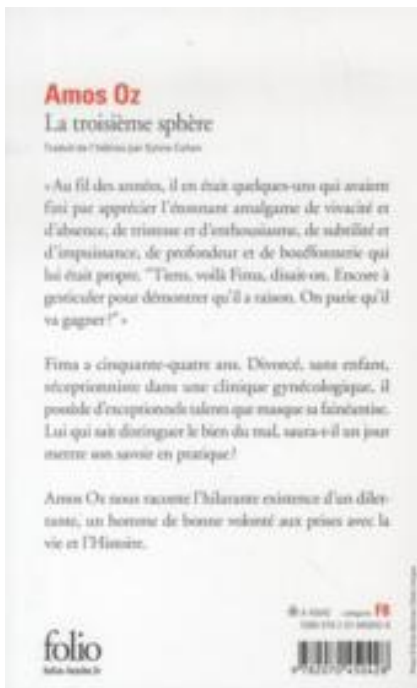 Amos Oz
La troisième sphère
Traduit de l'hébreu par Sylvie Cohen
«Au fil des années, il en était quelques-uns qui avaient
fini par apprécier l'étonnant amalgame de vivacité et
d'absence, de tristesse et d'enthousiasme, de subtilité et
d'impuissance, de profondeur et de bouffonnerie qui
lui était propre. "Tiens, voilà Fima, disait-on. Encore à
gesticuler pour démontrer qu'il a raison. On parie qu'il
va gagner!"»
Fima a cinquante-quatre ans. Divorcé, sans enfant,
réceptionniste dans une clinique gynécologique, il
possède d'exceptionnels talents que masque sa fainéantise.
Lui qui sait distinguer le bien du mal, saura-t-il un jour
mettre son savoir en pratique?
Amos Oz nous raconte l'hilarante existence d'un dilet-
tante, un homme de bonne volonté aux prises avec la
vie et l'Histoire.
catégorie F8
folio